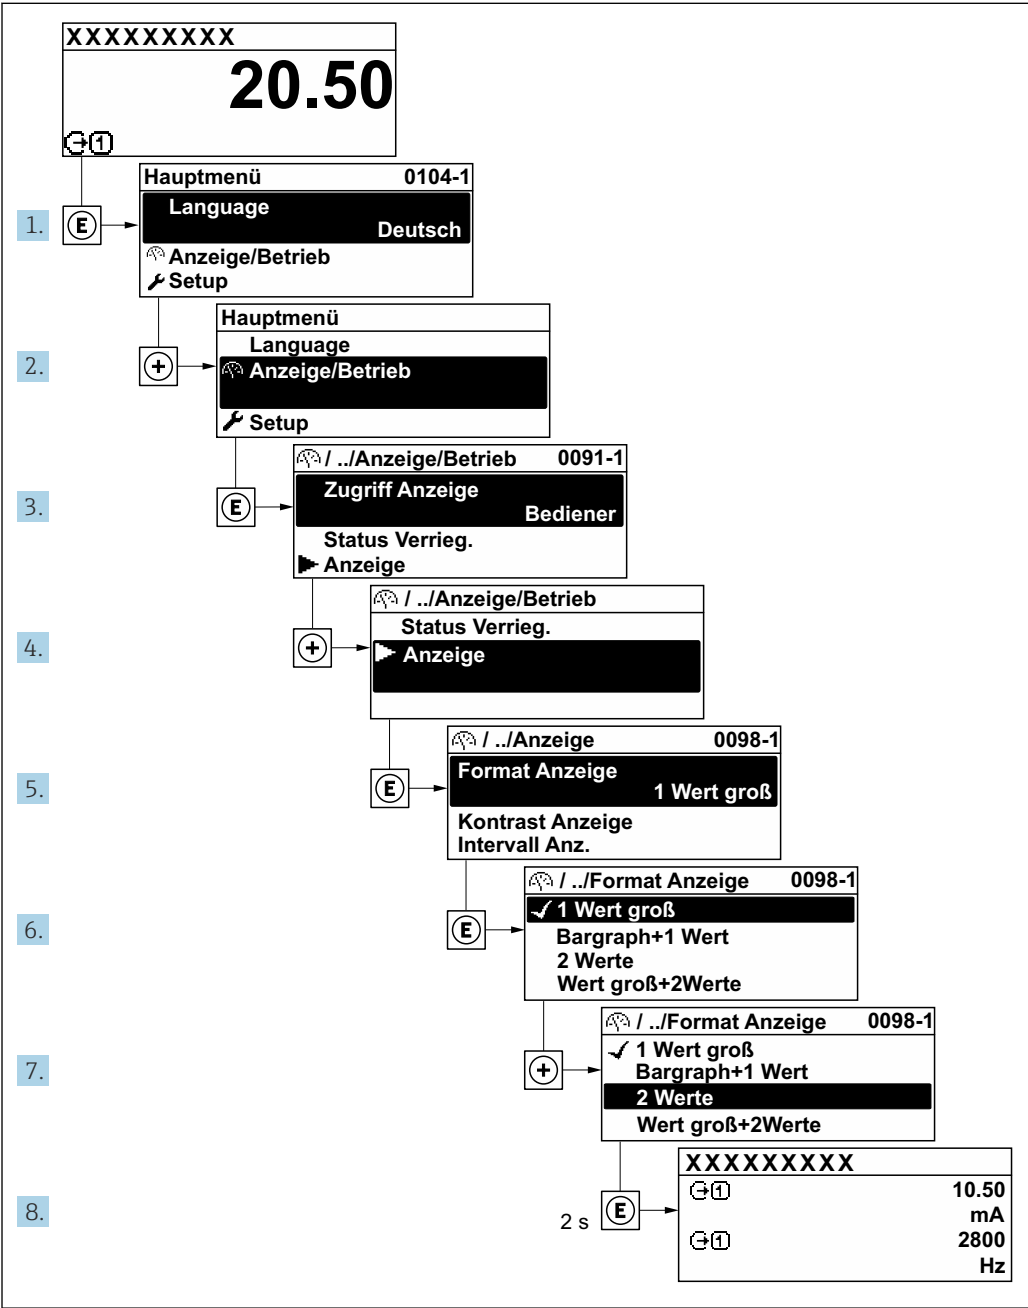 XXXXXXXXX
20.50
1
Hauptmenü 0104-1
1.
E
Language
Deutsch
Anzeige/Betrieb
Setup
Hauptmenü
2.
+
Language
Anzeige/Betrieb
Setup
/ ../Anzeige/Betrieb 0091-1
3.
E
Zugriff Anzeige
Bediener
Status Verrieg.
Anzeige
/ ../Anzeige/Betrieb
4.
+
Status Verrieg.
Anzeige
/ ../Anzeige 0098-1
5.
E
Format Anzeige
1 Wert groß
Kontrast Anzeige
Intervall Anz.
/ ../Format Anzeige 0098-1
6.
E
1 Wert groß
Bargraph+1 Wert
2 Werte
Wert groß+2Werte
/ ../Format Anzeige 0098-1
7.
+
1 Wert groß
Bargraph+1 Wert
2 Werte
Wert groß+2Werte
XXXXXXXXX
8.
2 s
E
1 10.50
mA
1 2800
Hz